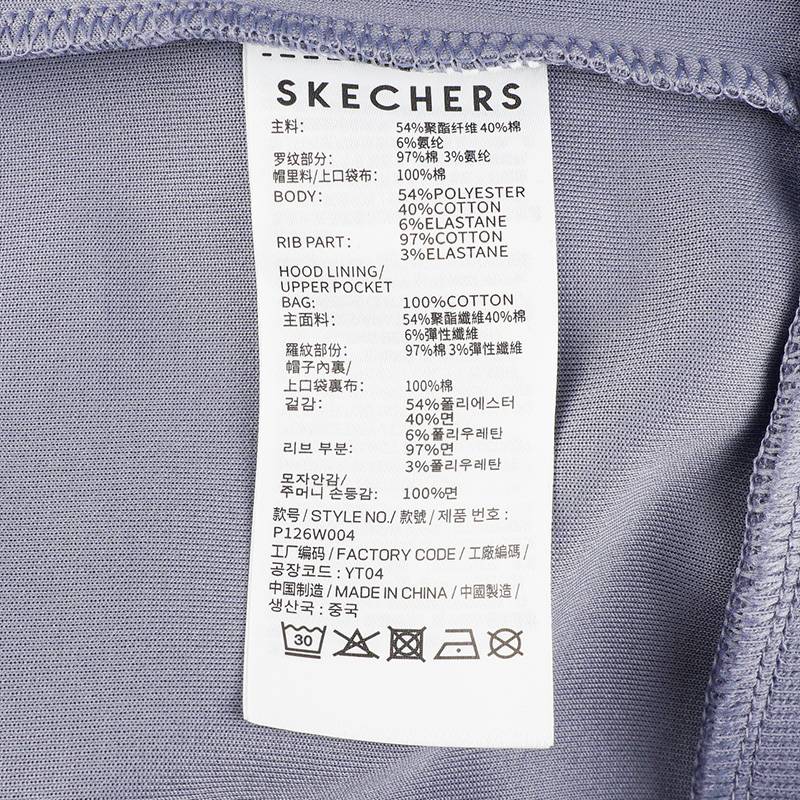 SKECHERS
主料： 54%聚酯纤维 40%棉
6%氨纶
罗纹部分： 97%棉 3%氨纶
帽里料/上口袋布： 100%棉
BODY： 54%POLYESTER
40%COTTON
6%ELASTANE
RIB PART： 97%COTTON
3%ELASTANE
HOOD LINING/
UPPER POCKET
BAG: 100%COTTON
主面料： 54%聚酯纖維40%棉
6%彈性纖維
羅紋部份： 97%棉 3%彈性纖維
帽子內裏/
上口袋裏布： 100%棉
겉감： 54%폴리에스터
40%면
6%폴리우레탄
리브 부분： 97%면
3%폴리우레탄
모자안감/
주머니 손등감： 100%면
款号 / STYLE NO./ 款號 / 제품 번호 :
P126W004
工厂编码 / FACTORY CODE / 工廠編碼 /
공장코드 : YT04
中国制造 / MADE IN CHINA / 中國製造 /
생산국 : 중국
30